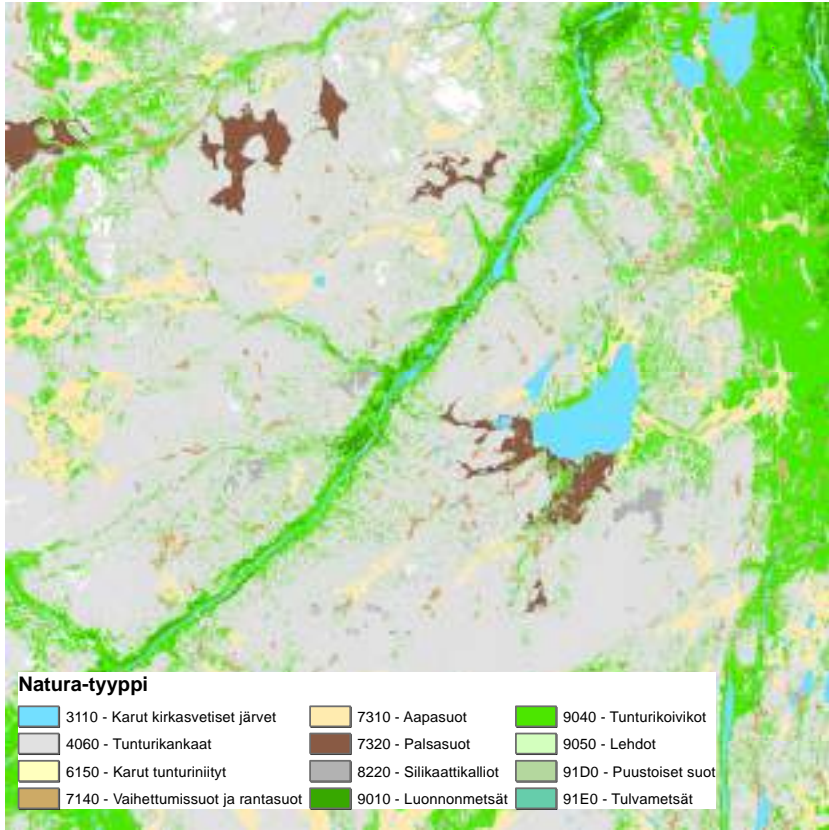 Natura-tyyppi
3110 - Karut kirkasvetiset järvet
4060 - Tunturikankaat
6150 - Karut tunturiniityt
7140 - Vaihettumissuot ja rantasuot
7310 - Aapasuot
7320 - Palsasuot
8220 - Silikaattikalliot
9010 - Luonnonmetsät
9040 - Tunturikoivikot
9050 - Lehdot
91D0 - Puustoiset suot
91E0 - Tulvametsät